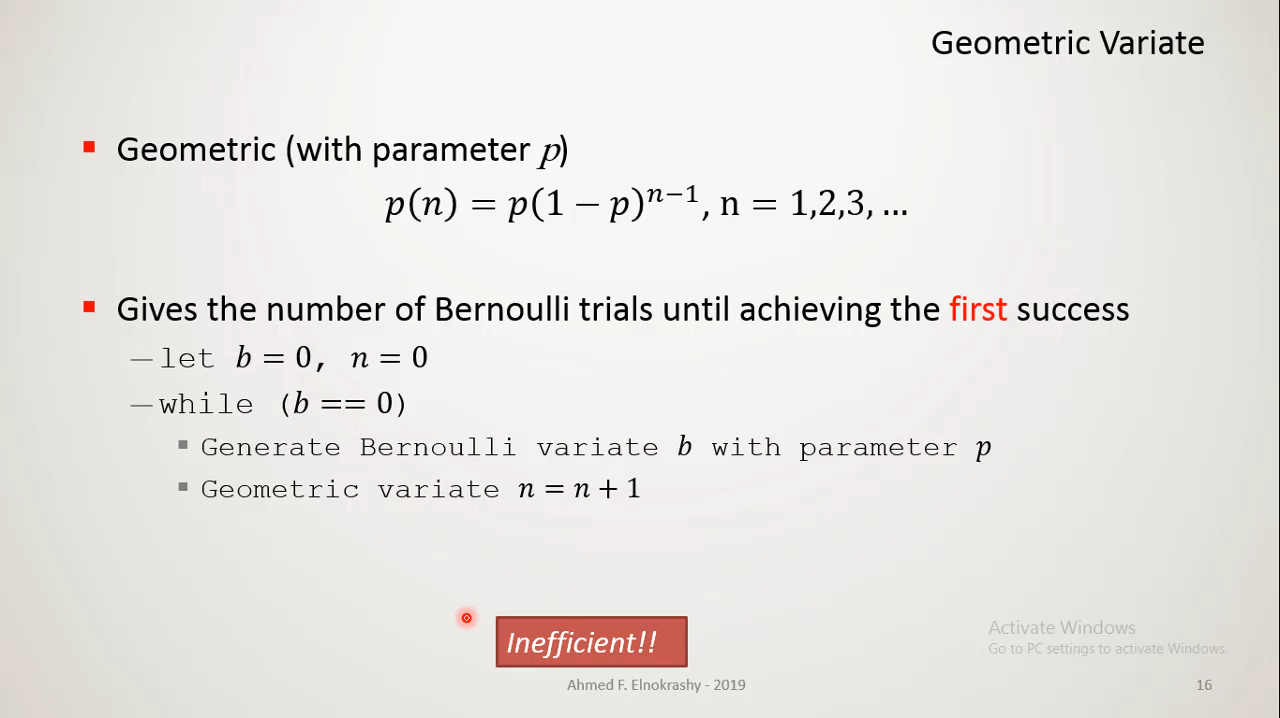 Geometric Variate
▪ Geometric (with parameter p)
p(n) = p(1 − p)ⁿ⁻¹, n = 1,2,3, …
▪ Gives the number of Bernoulli trials until achieving the first success
—let b = 0, n = 0
—while (b == 0)
▪ Generate Bernoulli variate b with parameter p
▪ Geometric variate n = n + 1
Inefficient!!
Activate Windows
Go to PC settings to activate Windows.
Ahmed F. Elnokrashy - 2019
16